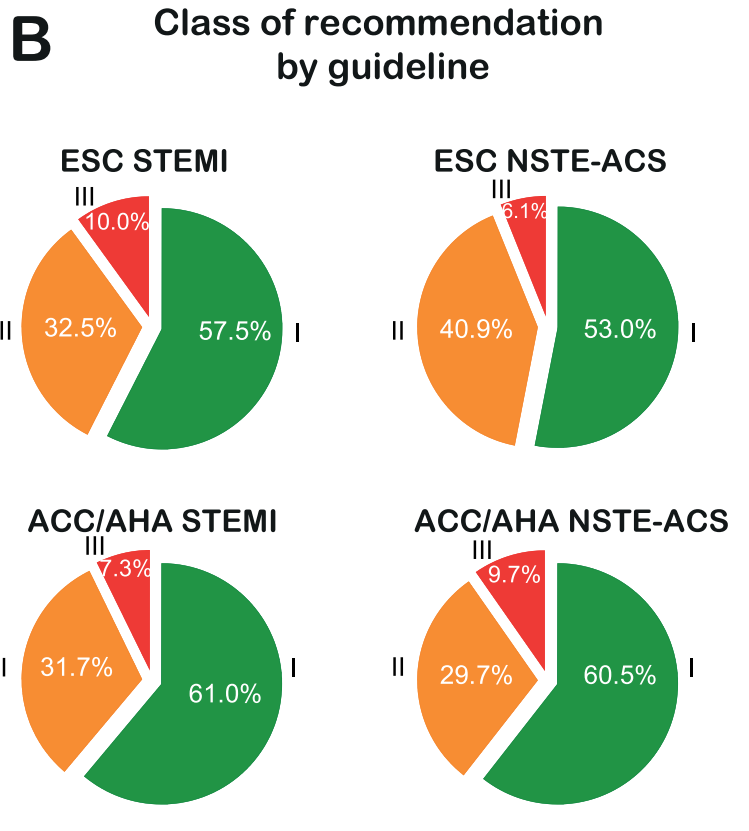 B
Class of recommendation
by guideline
ESC STEMI
III
10.0%
II
32.5%
57.5%
I
ESC NSTE-ACS
III
6.1%
II
40.9%
53.0%
I
ACC/AHA STEMI
III
7.3%
I
31.7%
61.0%
I
ACC/AHA NSTE-ACS
III
9.7%
II
29.7%
60.5%
I